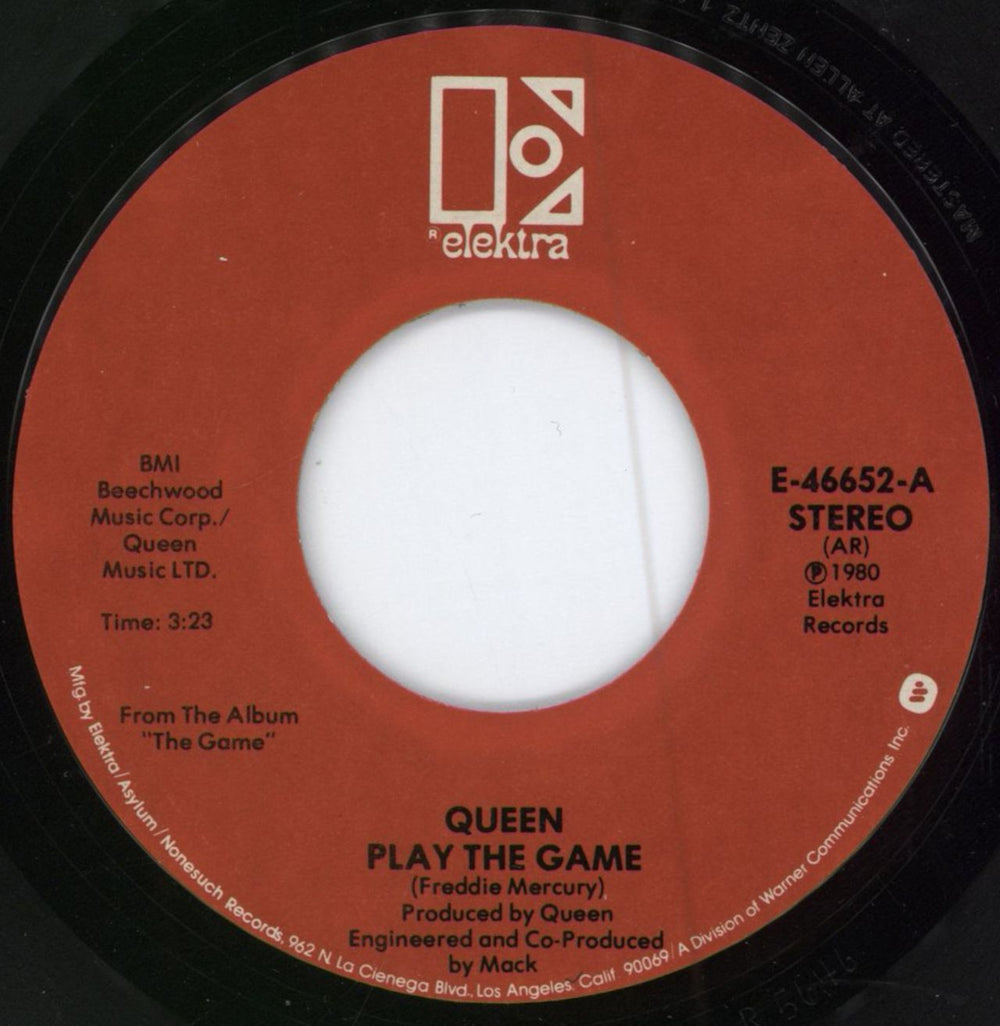 MASTERED AT ALLEN ZENTZ
R elektra
BMI
Beechwood
Music Corp./
Queen
Music LTD.
Time: 3:23
E-46652-A
STEREO
(AR)
Ⓟ1980
Elektra
Records
From The Album
"The Game"
QUEEN
PLAY THE GAME
(Freddie Mercury)
Produced by Queen
Engineered and Co-Produced
by Mack
Mfg.by Elektra/Asylum/Nonesuch Records, 962 N. La Cienega Blvd., Los Angeles, Calif. 90069/A Division of Warner Communications Inc.